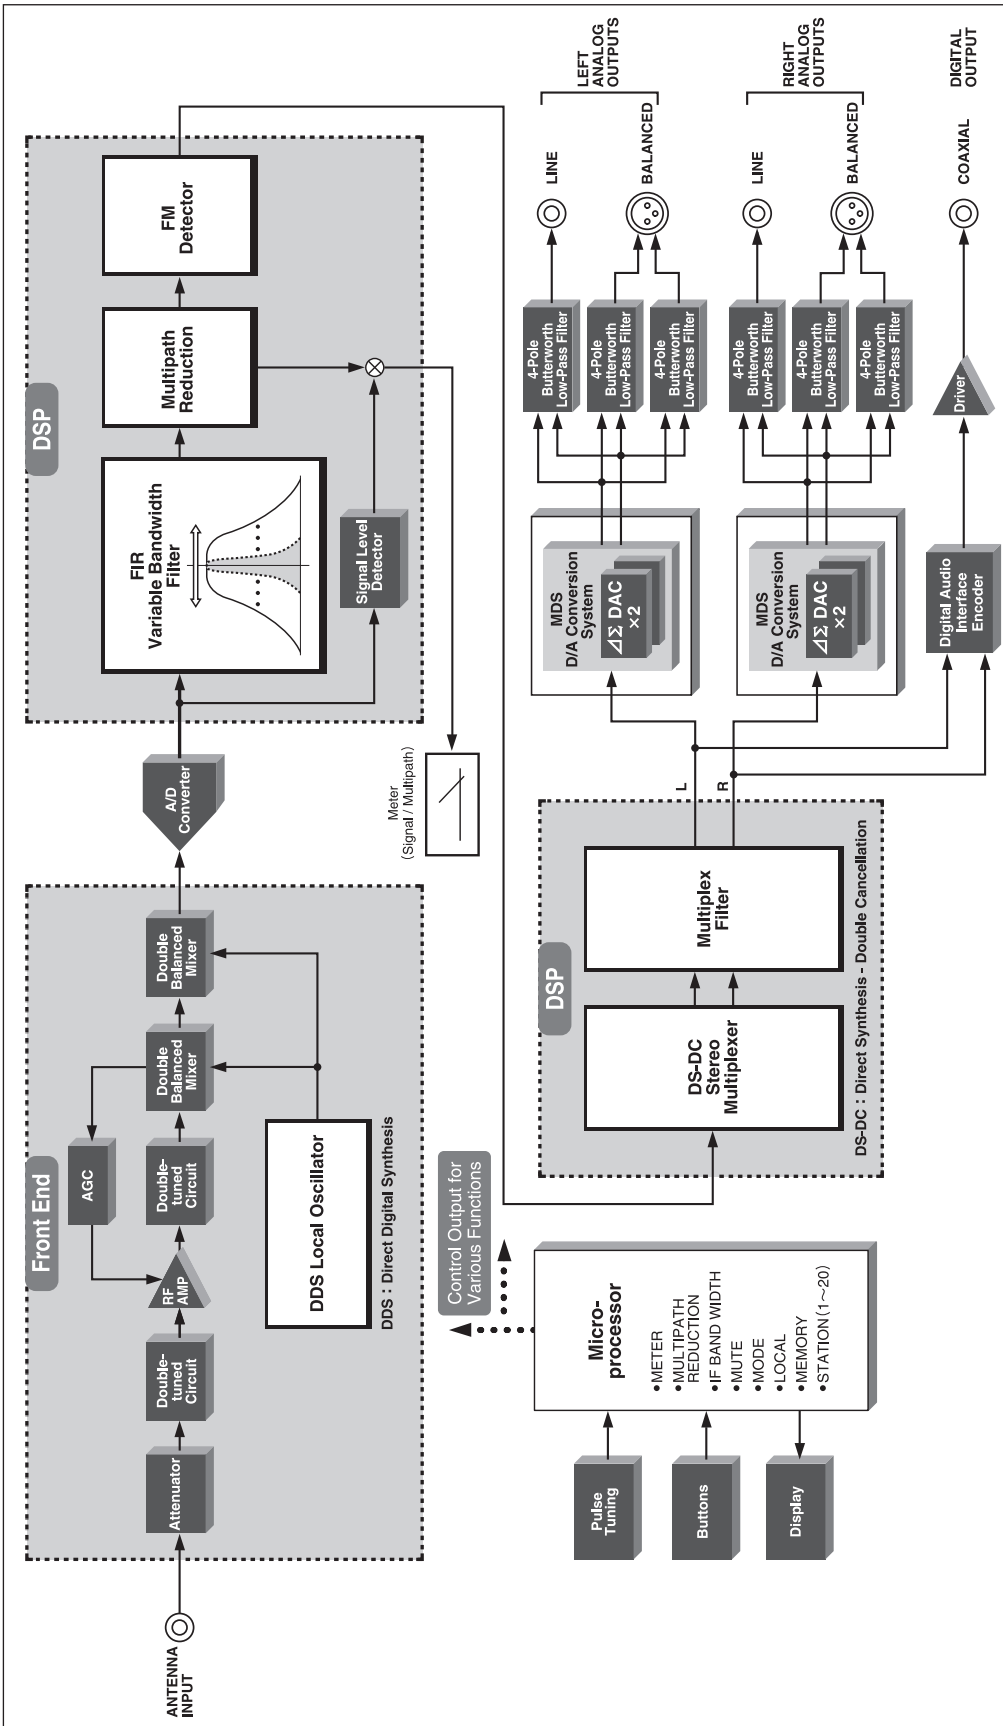 ANTENNA
INPUT
Front End
Attenuator
Double-
tuned
Circuit
RF
AMP
AGC
Double-
tuned
Circuit
Double
Balanced
Mixer
Double
Balanced
Mixer
DDS Local Oscillator
DDS : Direct Digital Synthesis
A/D
Converter
DSP
FIR
Variable Bandwidth
Filter
Multipath
Reduction
FM
Detector
Signal Level
Detector
Meter
(Signal / Multipath)
Control Output for
Various Functions
Pulse
Tuning
Buttons
Display
Micro-
processor
• METER
• MULTIPATH
REDUCTION
• IF BAND WIDTH
• MUTE
• MODE
• LOCAL
• MEMORY
• STATION(1~20)
DSP
DS-DC
Stereo
Multiplexer
Multiplex
Filter
DS-DC : Direct Synthesis - Double Cancellation
L
R
MDS
D/A Conversion
System
ΔΣ DAC
×2
MDS
D/A Conversion
System
ΔΣ DAC
×2
Digital Audio
Interface
Encoder
4-Pole
Butterworth
Low-Pass Filter
4-Pole
Butterworth
Low-Pass Filter
4-Pole
Butterworth
Low-Pass Filter
4-Pole
Butterworth
Low-Pass Filter
4-Pole
Butterworth
Low-Pass Filter
4-Pole
Butterworth
Low-Pass Filter
Driver
LINE
BALANCED
LEFT
ANALOG
OUTPUTS
LINE
BALANCED
RIGHT
ANALOG
OUTPUTS
COAXIAL
DIGITAL
OUTPUT